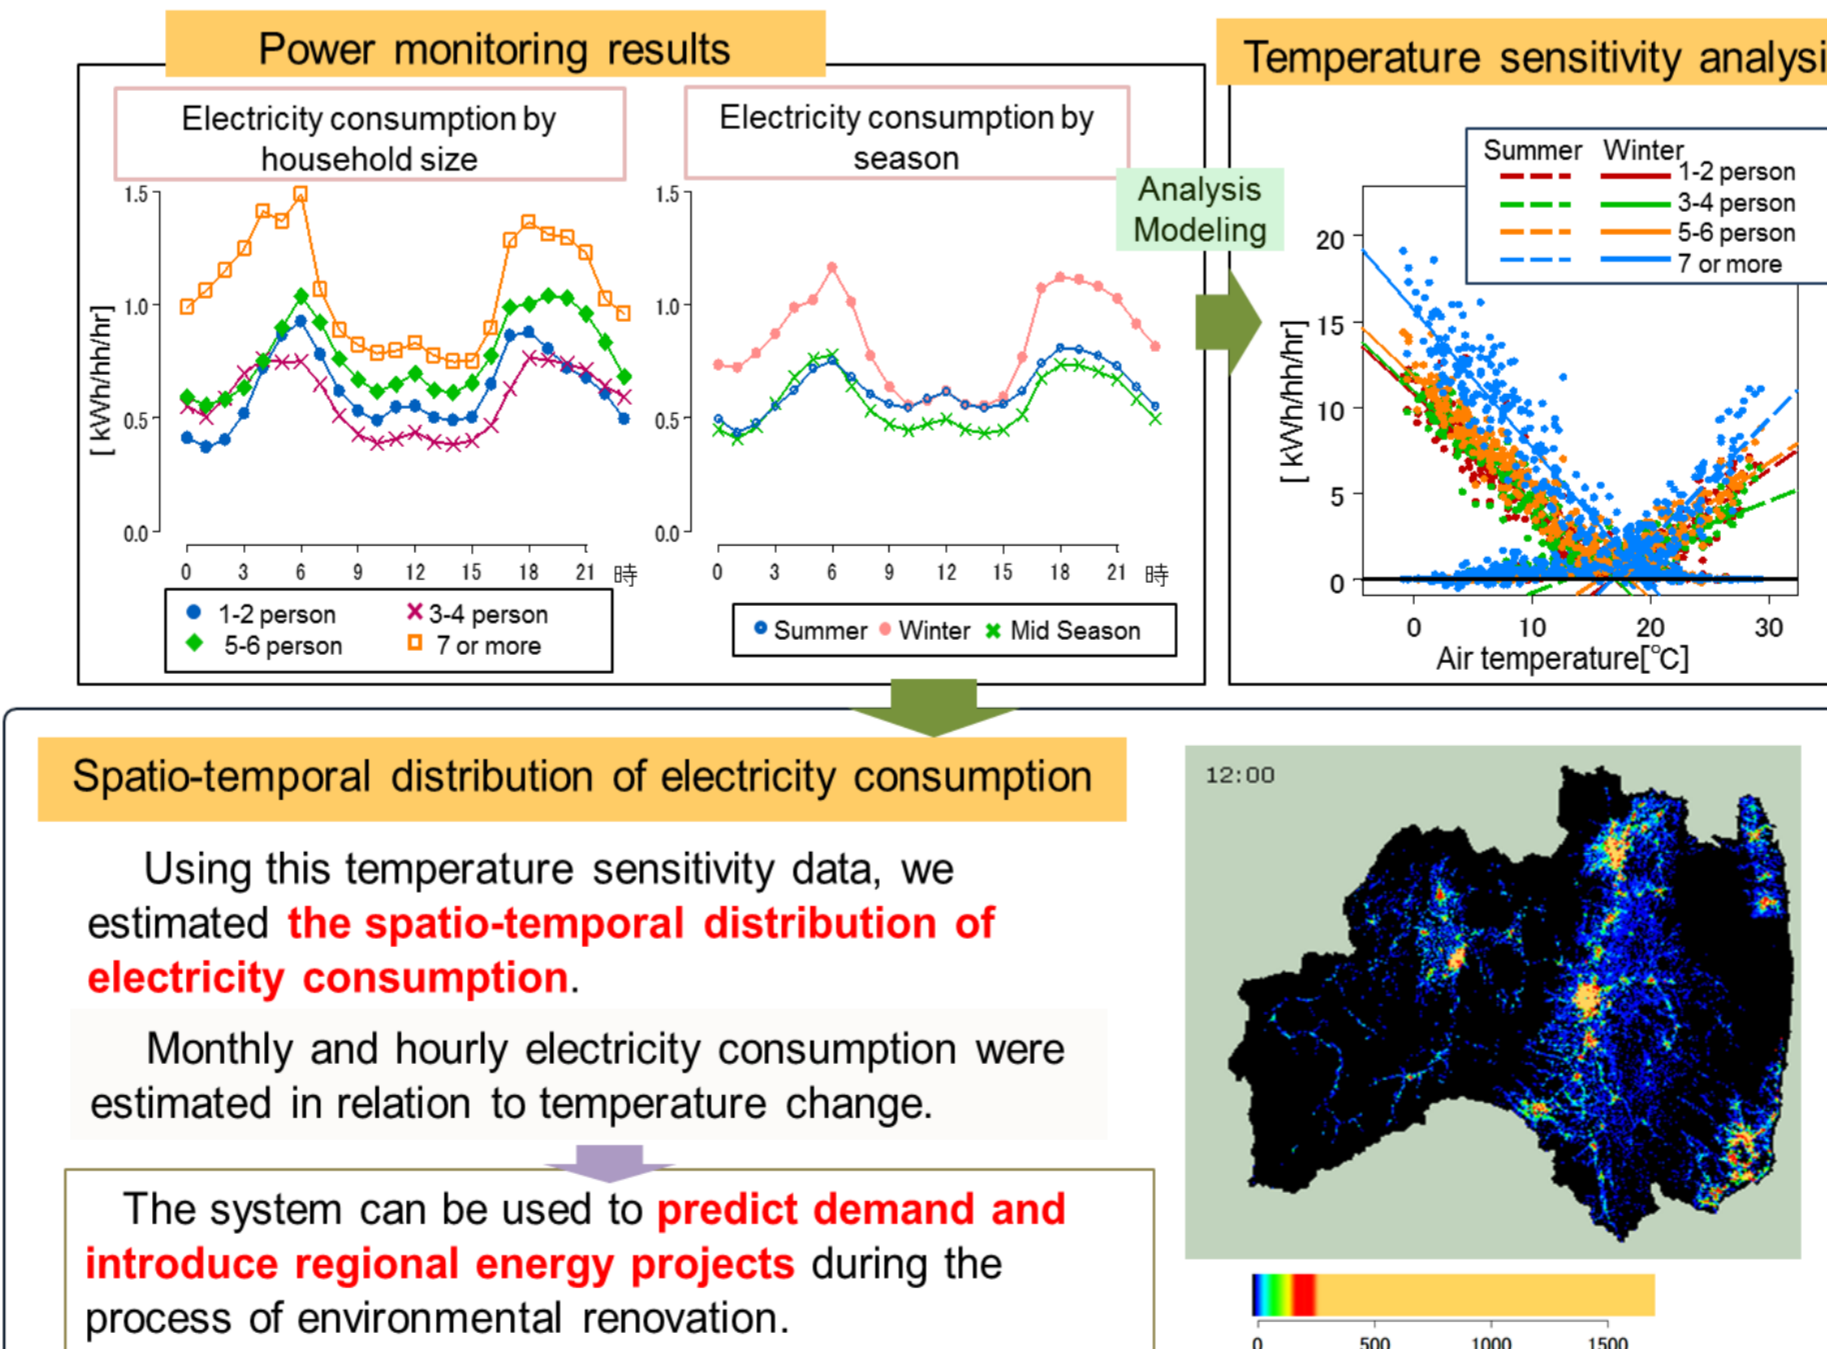 Power monitoring results
Electricity consumption by
household size
1.5
1.0
0.5
0.0
[ kWh/hh/hr]
0 3 6 9 12 15 18 21 時
1-2 person 3-4 person
5-6 person 7 or more
Electricity consumption by
season
1.5
1.0
0.5
0.0
0 3 6 9 12 15 18 21 時
Summer Winter Mid Season
Analysis
Modeling
Temperature sensitivity analysi
Summer Winter
1-2 person
3-4 person
5-6 person
7 or more
20
15
10
5
0
[ kWh/hh/hr]
0 10 20 30
Air temperature[℃]
Spatio-temporal distribution of electricity consumption
Using this temperature sensitivity data, we
estimated the spatio-temporal distribution of
electricity consumption.
Monthly and hourly electricity consumption were
estimated in relation to temperature change.
The system can be used to predict demand and
introduce regional energy projects during the
process of environmental renovation.
12:00
0 500 1000 1500